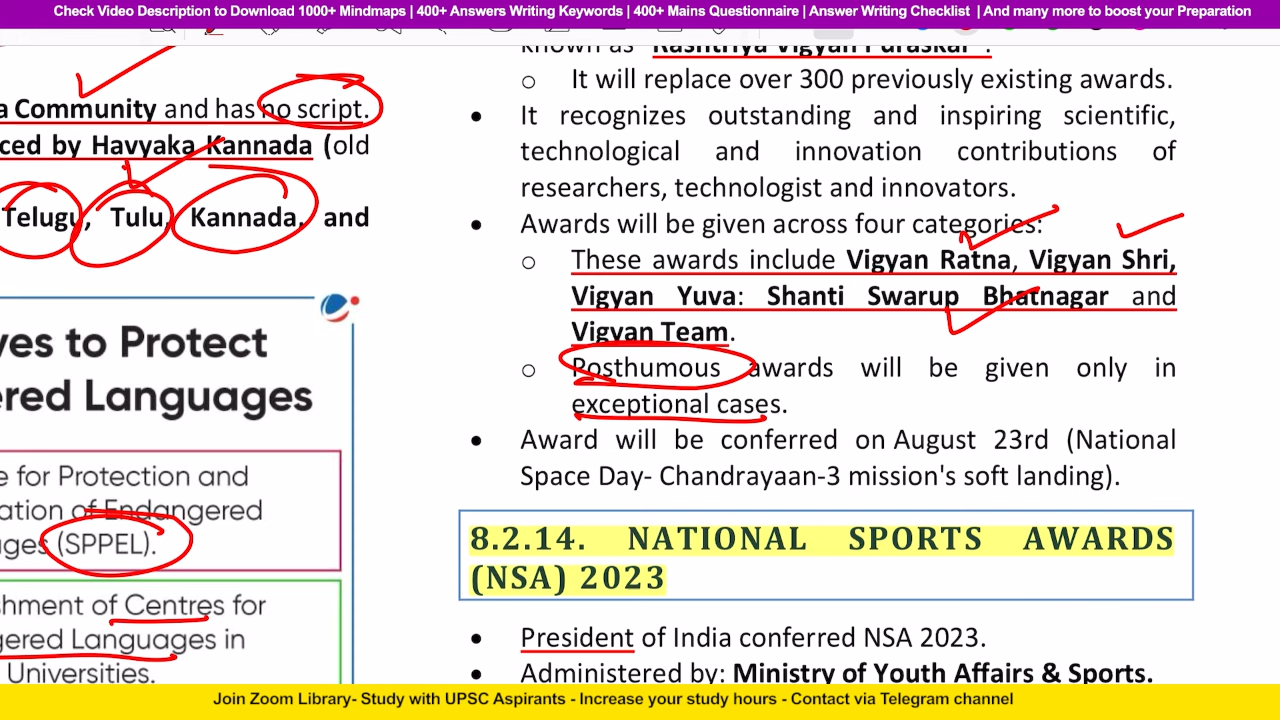 Check Video Description to Download 1000+ Mindmaps | 400+ Answers Writing Keywords | 400+ Mains Questionnaire | Answer Writing Checklist | And many more to boost your Preparation
a Community and has no script.
ced by Havyaka Kannada (old
Telugu, Tulu, Kannada, and
ves to Protect
ered Languages
e for Protection and
ation of Endangered
ges (SPPEL).
hment of Centres for
gered Languages in
Universities.
known as "Rashtriya Vigyan Puraskar".
o It will replace over 300 previously existing awards.
• It recognizes outstanding and inspiring scientific,
technological and innovation contributions of
researchers, technologist and innovators.
• Awards will be given across four categories:
o These awards include Vigyan Ratna, Vigyan Shri,
Vigyan Yuva: Shanti Swarup Bhatnagar and
Vigyan Team.
o Posthumous awards will be given only in
exceptional cases.
• Award will be conferred on August 23rd (National
Space Day- Chandrayaan-3 mission's soft landing).
8.2.14. NATIONAL SPORTS AWARDS
(NSA) 2023
• President of India conferred NSA 2023.
• Administered by: Ministry of Youth Affairs & Sports.
Join Zoom Library- Study with UPSC Aspirants - Increase your study hours - Contact via Telegram channel